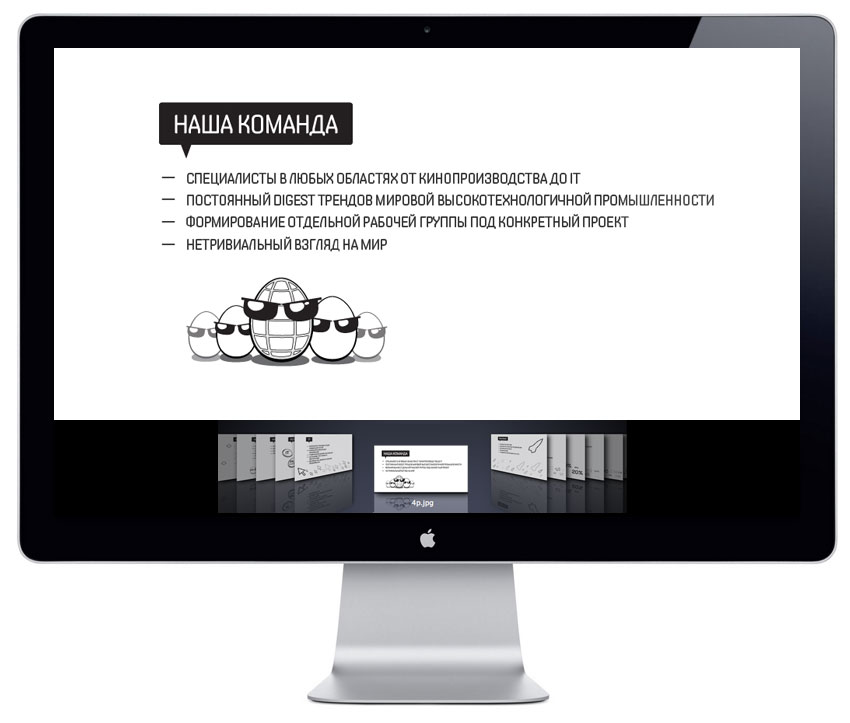 НАША КОМАНДА
— СПЕЦИАЛИСТЫ В ЛЮБЫХ ОБЛАСТЯХ ОТ КИНОПРОИЗВОДСТВА ДО IT
— ПОСТОЯННЫЙ DIGEST ТРЕНДОВ МИРОВОЙ ВЫСОКОТЕХНОЛОГИЧНОЙ ПРОМЫШЛЕННОСТИ
— ФОРМИРОВАНИЕ ОТДЕЛЬНОЙ РАБОЧЕЙ ГРУППЫ ПОД КОНКРЕТНЫЙ ПРОЕКТ
— НЕТРИВИАЛЬНЫЙ ВЗГЛЯД НА МИР
НАША КОМАНДА
20%
4p.jpg